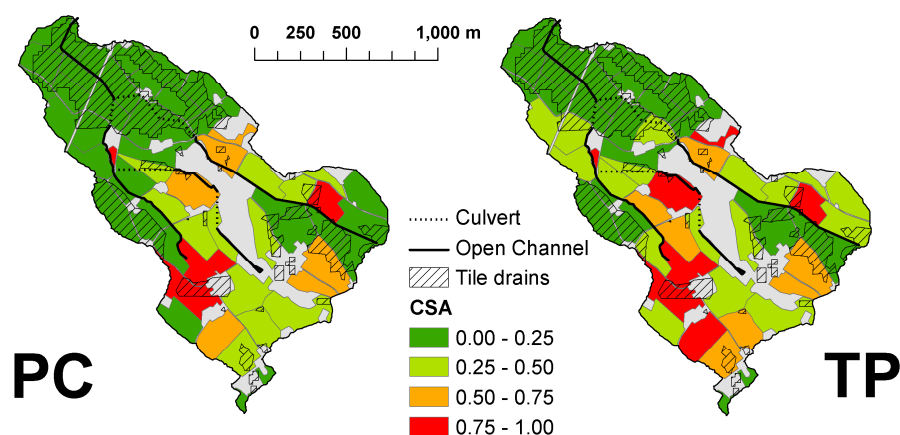 0 250 500 1,000 m
Culvert
Open Channel
Tile drains
CSA
0.00 - 0.25
0.25 - 0.50
0.50 - 0.75
0.75 - 1.00
PC
TP